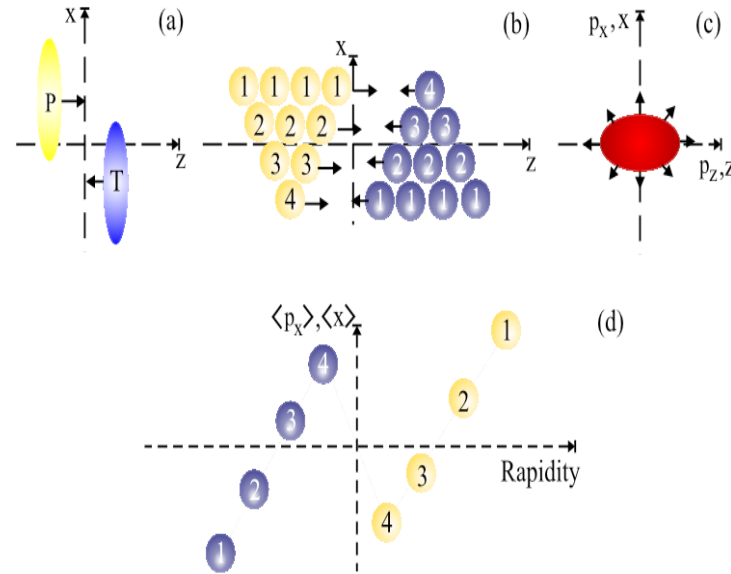 x (a)
P
z
T
x (b)
1 1 1 1 4
2 2 2 3 3
z
3 3 2 2 2
4 1 1 1 1
pₓ,x (c)
p_z,z
⟨pₓ⟩,⟨x⟩ (d)
1
4
2
3
Rapidity
3
2
4
1